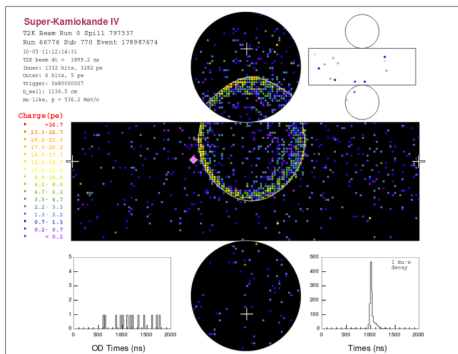 Super-Kamiokande IV
T2K Beam Run 0 Spill 797537
Run 66776 Sub 770 Event 178987674
10-05-11:12:14:31
T2K beam dt = 1899.2 ns
Inner: 1332 hits, 3282 pe
Outer: 6 hits, 5 pe
Trigger: 0x80000007
D_wall: 1136.5 cm
mu-like, p = 536.2 MeV/c
Charge(pe)
>26.7
23.3-26.7
20.2-23.3
17.3-20.2
14.7-17.3
12.2-14.7
10.0-12.2
8.0-10.0
6.2- 8.0
4.7- 6.2
3.3- 4.7
2.2- 3.3
1.3- 2.2
0.7- 1.3
0.2- 0.7
< 0.2
5
4
3
2
1
0
0 500 1000 1500 2000
OD Times (ns)
1 mu-e
decay
500
400
300
200
100
0
0 500 1000 1500 2000
Times (ns)